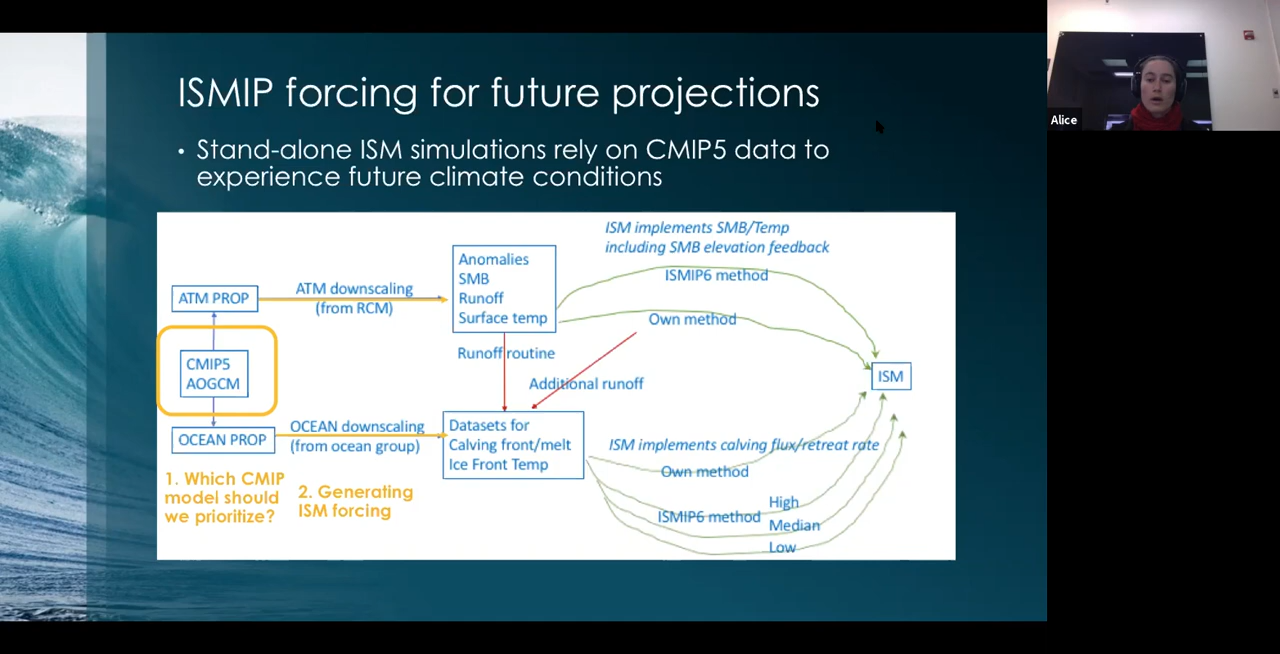 ISMIP forcing for future projections
Alice
• Stand-alone ISM simulations rely on CMIP5 data to
experience future climate conditions
ISM implements SMB/Temp
including SMB elevation feedback
ISMIP6 method
Own method
Anomalies
SMB
Runoff
Surface temp
ATM PROP
ATM downscaling
(from RCM)
Runoff routine
Additional runoff
CMIP5
AOGCM
ISM
OCEAN PROP
OCEAN downscaling
(from ocean group)
Datasets for
Calving front/melt
Ice Front Temp
ISM implements calving flux/retreat rate
Own method
ISMIP6 method
High
Median
Low
1. Which CMIP
model should
we prioritize?
2. Generating
ISM forcing